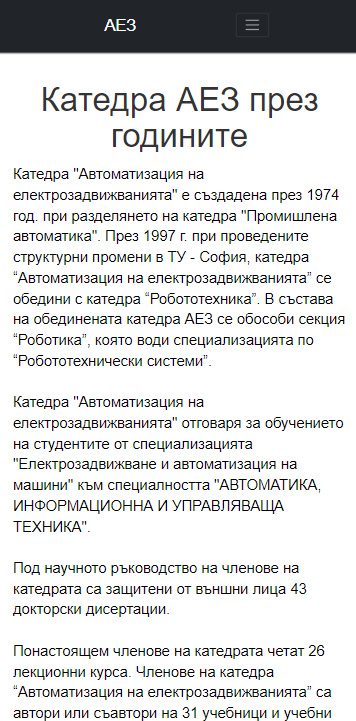 АЕЗ
Катедра АЕЗ през
годините
Катедра "Автоматизация на
електрозадвижванията" е създадена през 1974
год. при разделянето на катедра "Промишлена
автоматика". През 1997 г. при проведените
структурни промени в ТУ - София, катедра
“Автоматизация на електрозадвижванията” се
обедини с катедра “Робототехника”. В състава
на обединената катедра АЕЗ се обособи секция
“Роботика”, която води специализацията по
“Робототехнически системи”.
Катедра "Автоматизация на
електрозадвижванията" отговаря за обучението
на студентите от специализацията
"Електрозадвижване и автоматизация на
машини" към специалността "АВТОМАТИКА,
ИНФОРМАЦИОННА И УПРАВЛЯВАЩА
ТЕХНИКА".
Под научното ръководство на членове на
катедрата са защитени от външни лица 43
докторски дисертации.
Понастоящем членове на катедрата четат 26
лекционни курса. Членове на катедра
“Автоматизация на електрозадвижванията” са
автори или съавтори на 31 учебници и учебни